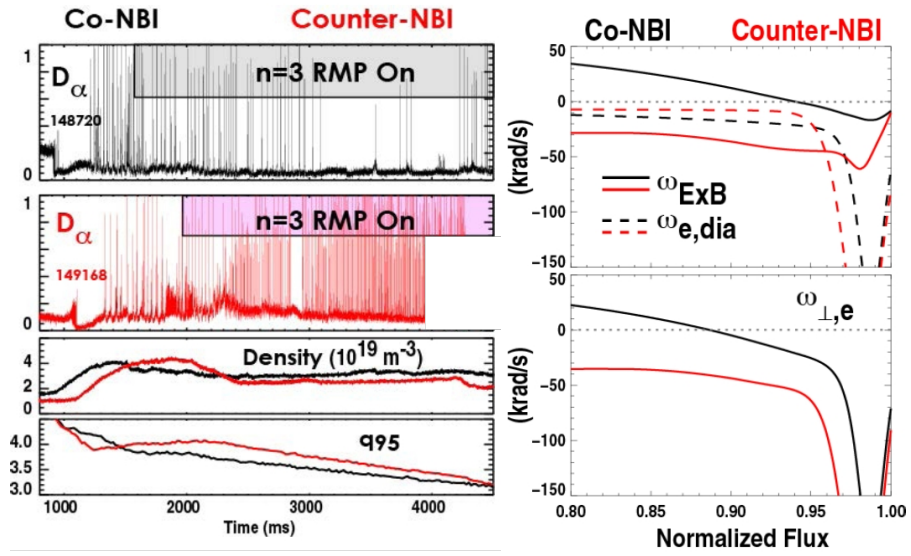 Co-NBI Counter-NBI
1
n=3 RMP On
Dα
148720
0
1
n=3 RMP On
Dα
149168
0
Density (10^19 m^-3)
4
2
0
q95
4.0
3.5
3.0
1000 2000 3000 4000
Time (ms)
Co-NBI Counter-NBI
50
0
-50
-100
-150
(krad/s)
ωExB
ωe,dia
50
0
-50
-100
-150
(krad/s)
ω⊥,e
0.80 0.85 0.90 0.95 1.00
Normalized Flux